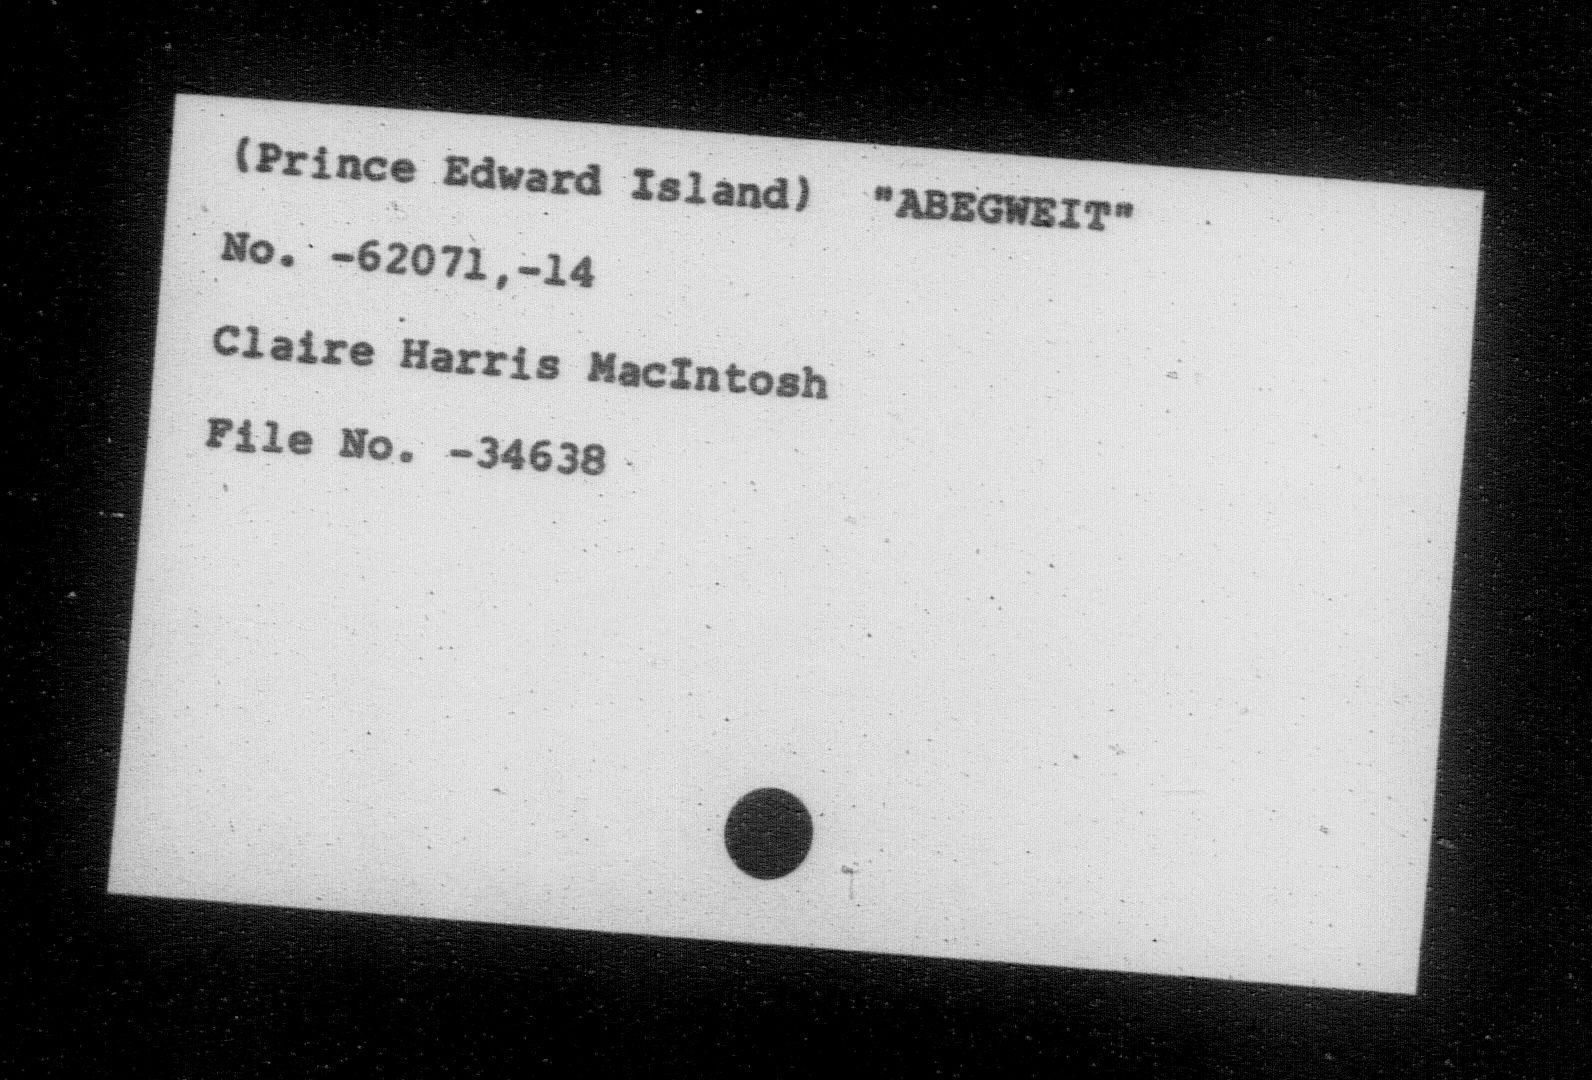 (Prince Edward Island) "ABEGWEIT"
No. -62071,-14
Claire Harris MacIntosh
File No. -34638